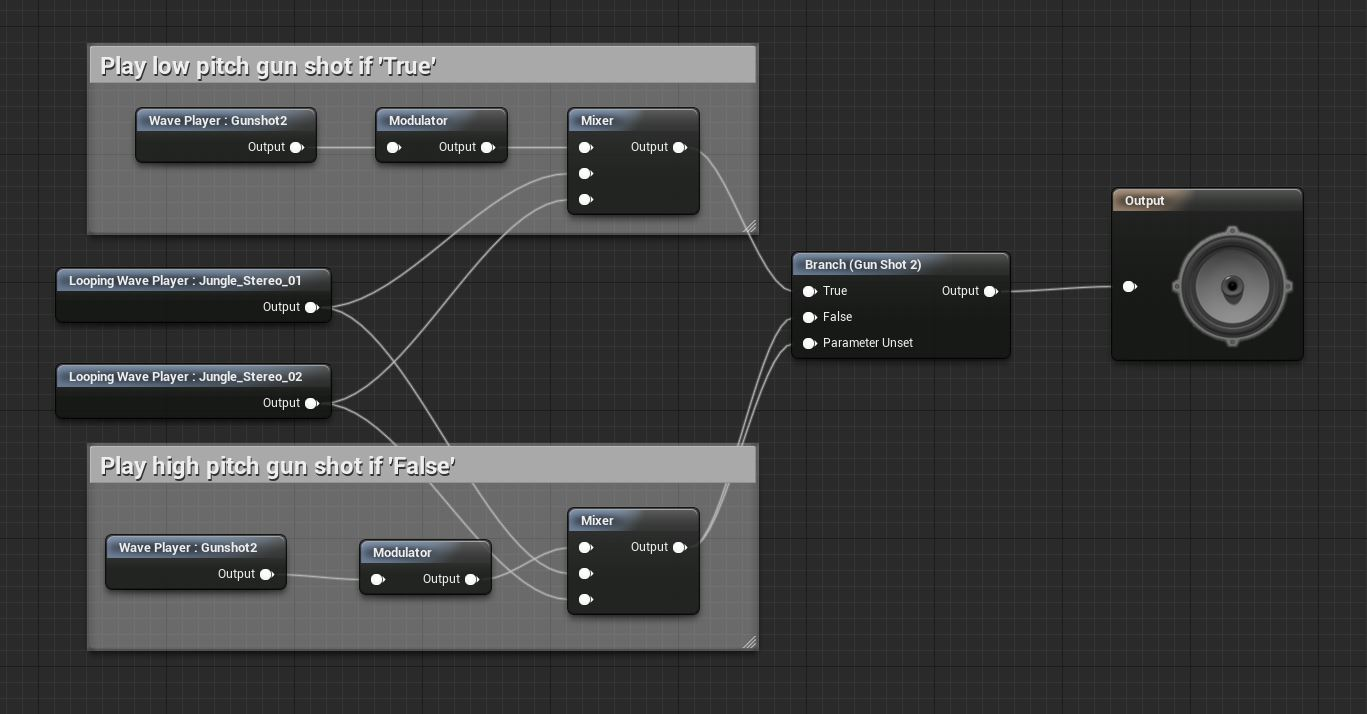 Play low pitch gun shot if 'True'
Wave Player : Gunshot2
Output
Modulator
Output
Mixer
Output
Looping Wave Player : Jungle_Stereo_01
Output
Looping Wave Player : Jungle_Stereo_02
Output
Branch (Gun Shot 2)
True
Output
False
Parameter Unset
Output
Play high pitch gun shot if 'False'
Wave Player : Gunshot2
Output
Modulator
Output
Mixer
Output